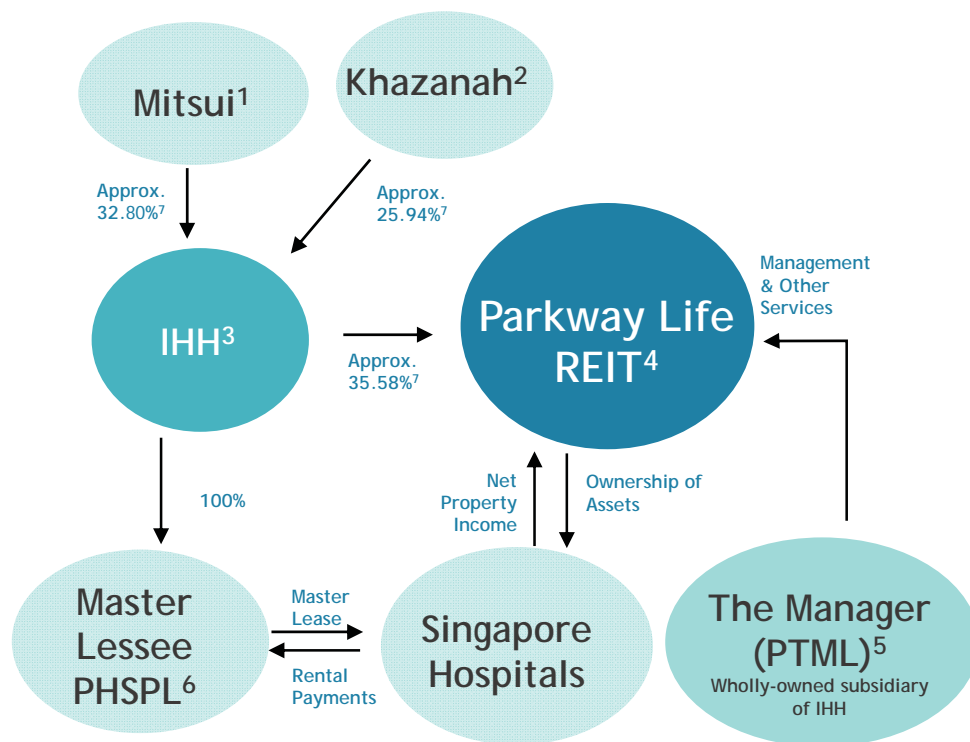 Mitsui¹
Khazanah²
Approx.
32.80%⁷
Approx.
25.94%⁷
IHH³
Approx.
35.58%⁷
Parkway Life
REIT⁴
Management
& Other
Services
100%
Net
Property
Income
Ownership of
Assets
Master
Lessee
PHSPL⁶
Master
Lease
Rental
Payments
Singapore
Hospitals
The Manager
(PTML)⁵
Wholly-owned subsidiary
of IHH